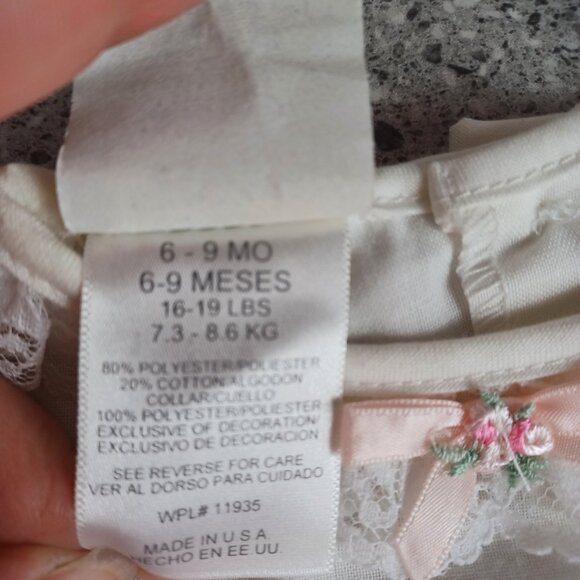 6 - 9 MO
6-9 MESES
16-19 LBS
7.3 - 8.6 KG
80% POLYESTER/POLIESTER
20% COTTON/ALGODON
COLLAR/CUELLO
100% POLYESTER/POLIESTER
EXCLUSIVE OF DECORATION/
EXCLUSIVO DE DECORACION
SEE REVERSE FOR CARE
VER AL DORSO PARA CUIDADO
WPL# 11935
MADE IN U.S.A.
HECHO EN EE.UU.